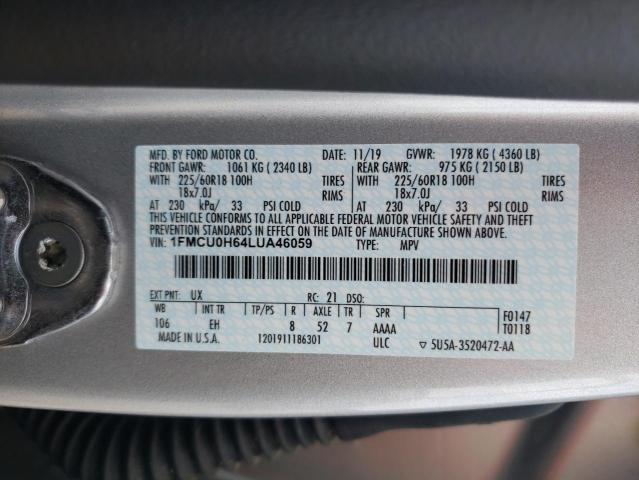 MFD. BY FORD MOTOR CO. 11/19 GVWR: 1978 KG ( 4360 LB)
FRONT GAWR: 1061 KG ( 2340 LB) REAR GAWR: 975 KG ( 2150 LB)
WITH 225/60R18 100H TIRES WITH 225/60R18 100H TIRES
18x7.0J RIMS 18x7.0J RIMS
AT 230 kPa/ 33 PSI COLD AT 230 kPa/ 33 PSI COLD
THIS VEHICLE CONFORMS TO ALL APPLICABLE FEDERAL MOTOR VEHICLE SAFETY AND THEFT
PREVENTION STANDARDS IN EFFECT ON THE DATE OF MANUFACTURE SHOWN ABOVE.
VIN: 1FMCU0H64LUA46059 TYPE: MPV
EXT PNT: UX RC: 21 DSO:
WB INT TR TP/PS R AXLE TR SPR F0147
106 EH 8 52 7 AAAA T0118
MADE IN U.S.A. 1201911186301 ULC ▽ 5U5A-3520472-AA